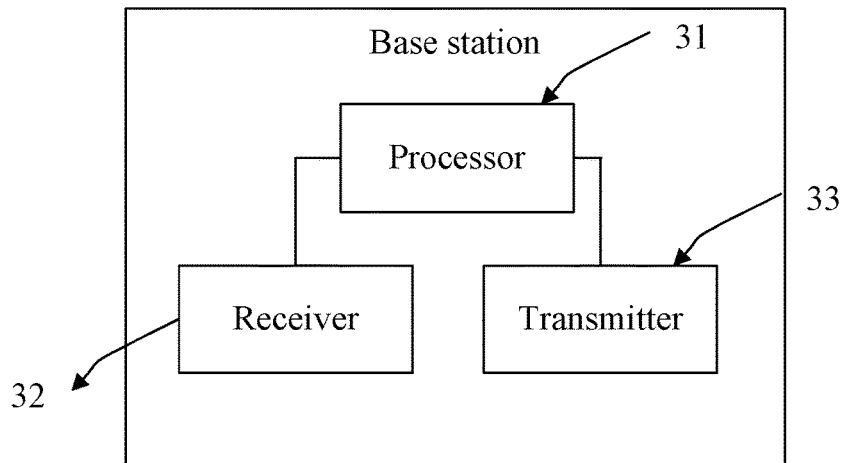 Base station
31
Processor
33
Receiver
Transmitter
32